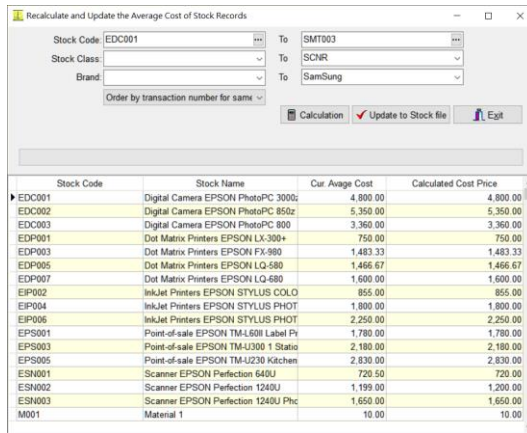 Recalculate and Update the Average Cost of Stock Records
Stock Code: EDC001 ... To SMT003 ...
Stock Class: To SCNR
Brand: To SamSung
Order by transaction number for same
Calculation Update to Stock file Exit
Stock Code Stock Name Cur. Avage Cost Calculated Cost Price
EDC001 Digital Camera EPSON PhotoPC 3000z 4,800.00 4,800.00
EDC002 Digital Camera EPSON PhotoPC 850z 5,350.00 5,350.00
EDC003 Digital Camera EPSON PhotoPC 800 3,360.00 3,360.00
EDP001 Dot Matrix Printers EPSON LX-300+ 750.00 750.00
EDP003 Dot Matrix Printers EPSON FX-980 1,483.33 1,483.33
EDP005 Dot Matrix Printers EPSON LQ-580 1,466.67 1,466.67
EDP007 Dot Matrix Printers EPSON LQ-680 1,600.00 1,600.00
EIP002 InkJet Printers EPSON STYLUS COLO 855.00 855.00
EIP004 InkJet Printers EPSON STYLUS PHOT 1,800.00 1,800.00
EIP006 InkJet Printers EPSON STYLUS PHOT 2,250.00 2,250.00
EPS001 Point-of-sale EPSON TM-L60II Label Pr 1,780.00 1,780.00
EPS003 Point-of-sale EPSON TM-U300 1 Statio 2,180.00 2,180.00
EPS005 Point-of-sale EPSON TM-U230 Kitchen 2,830.00 2,830.00
ESN001 Scanner EPSON Perfection 640U 720.50 720.00
ESN002 Scanner EPSON Perfection 1240U 1,199.00 1,200.00
ESN003 Scanner EPSON Perfection 1240U Pho 1,650.00 1,650.00
M001 Material 1 10.00 10.00